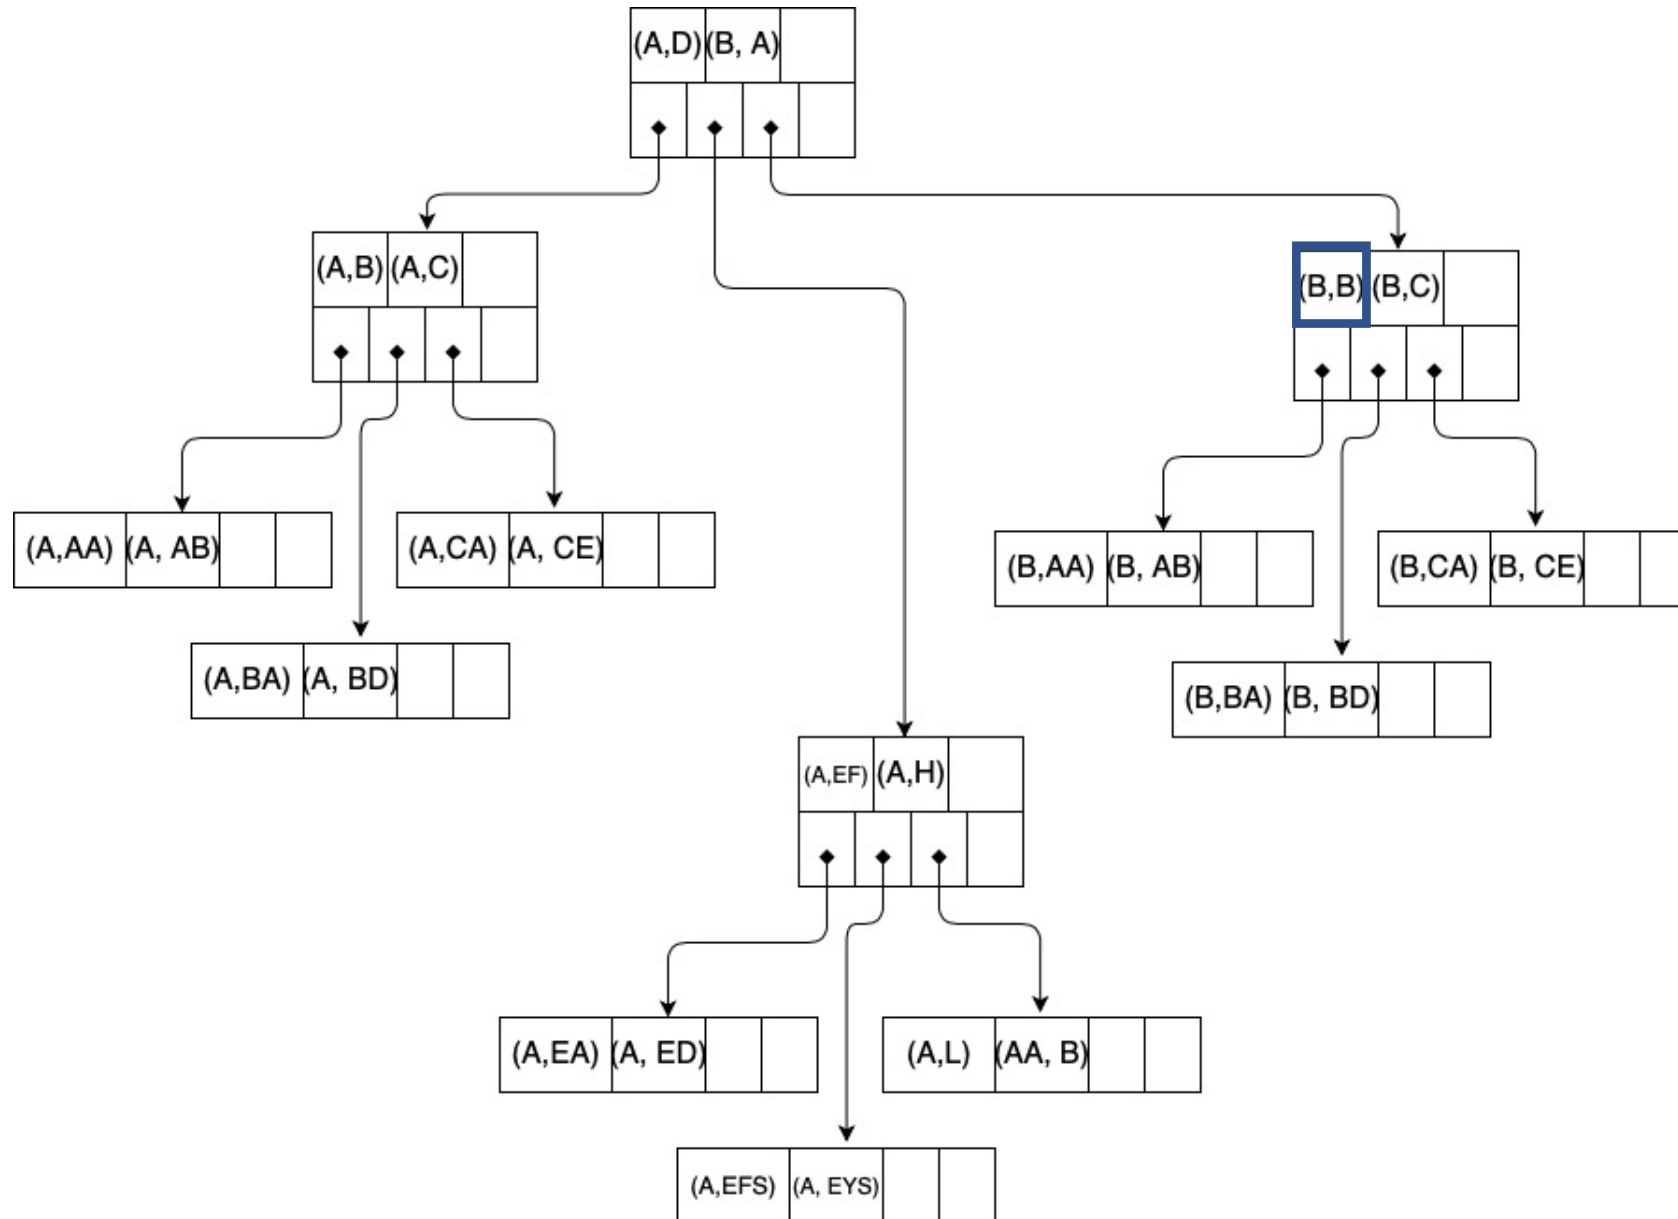 (A,D) (B, A)
(A,B) (A,C)
(B,B) (B,C)
(A,AA) (A, AB)
(A,CA) (A, CE)
(B,AA) (B, AB)
(B,CA) (B, CE)
(A,BA) (A, BD)
(B,BA) (B, BD)
(A,EF) (A,H)
(A,EA) (A, ED)
(A,L) (AA, B)
(A,EFS) (A, EYS)